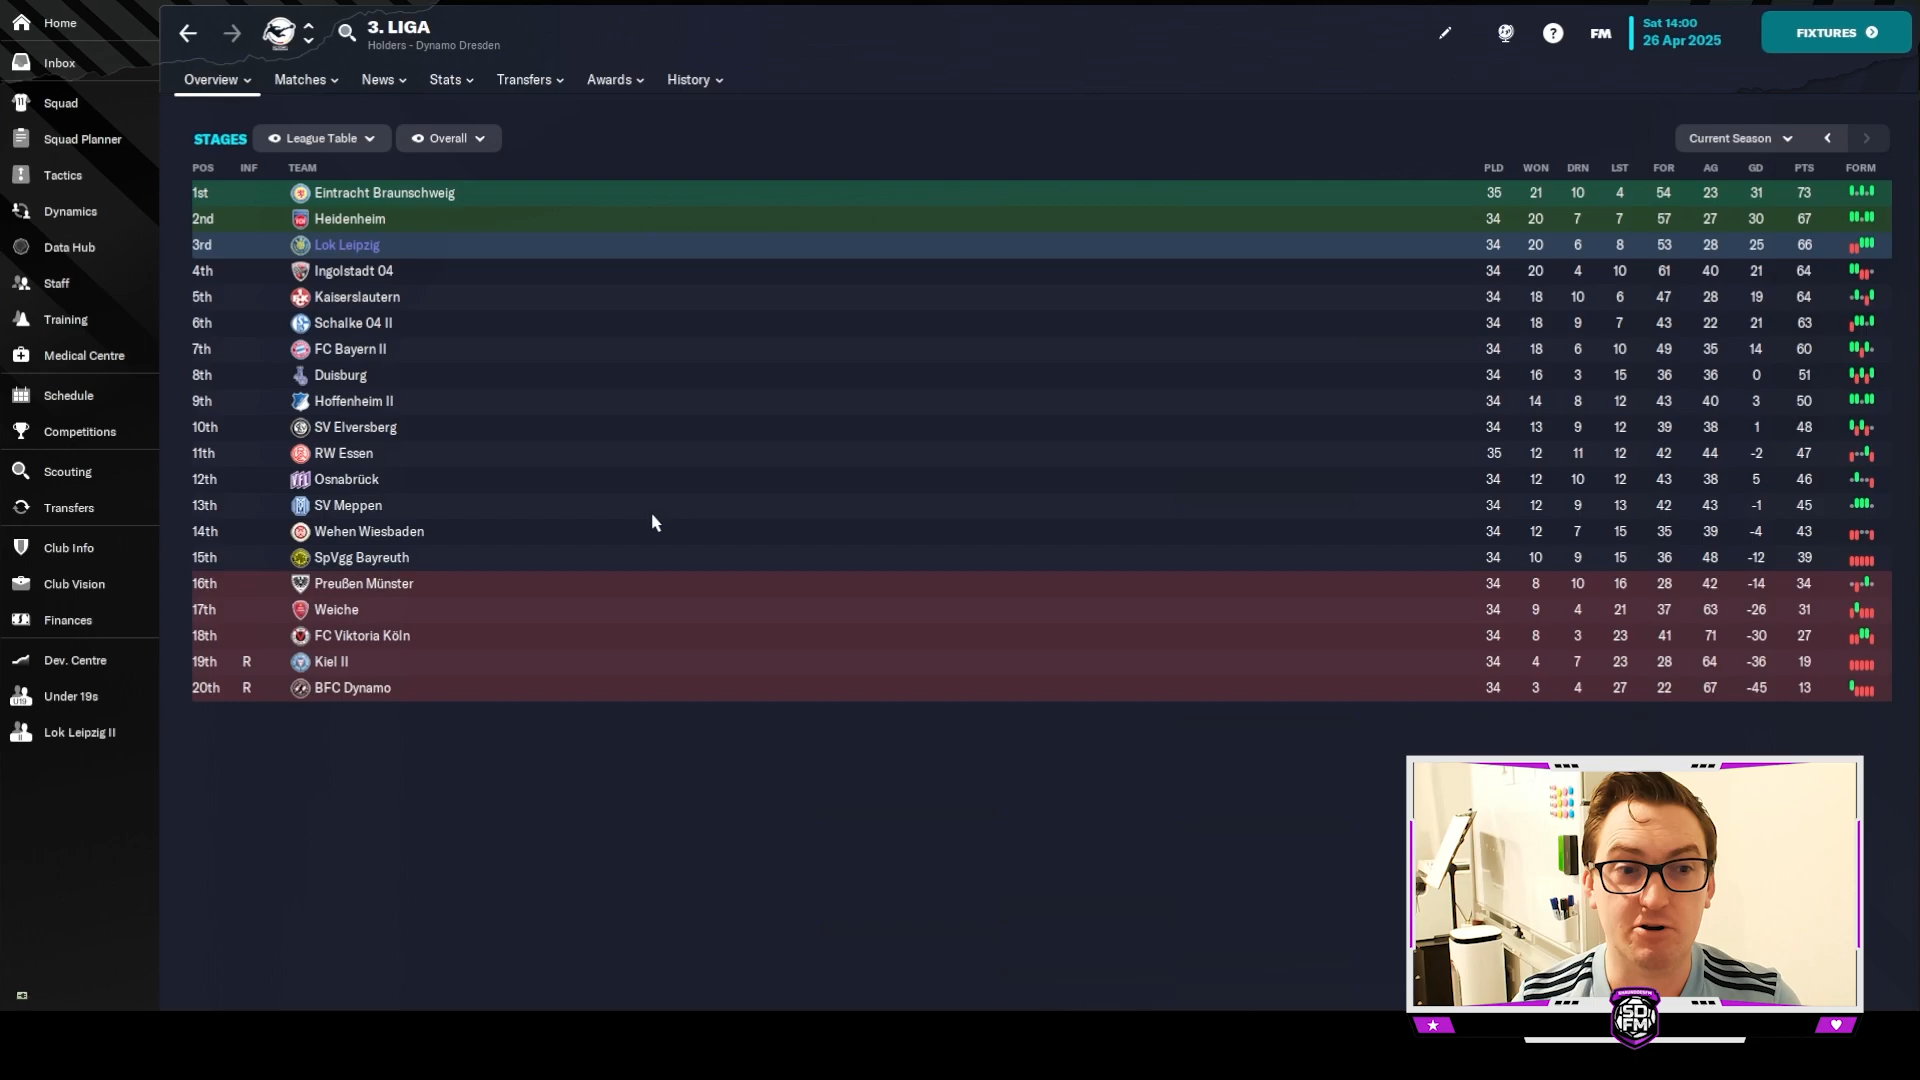 Home
Inbox
Squad
Squad Planner
Tactics
Dynamics
Data Hub
Staff
Training
Medical Centre
Schedule
Competitions
Scouting
Transfers
Club Info
Club Vision
Finances
Dev. Centre
U19 Under 19s
II Lok Leipzig II
3. LIGA
Holders - Dynamo Dresden
? FM
Sat 14:00
26 Apr 2025
FIXTURES
Overview Matches News Stats Transfers Awards History
STAGES League Table Overall Current Season
POS INF TEAM PLD WON DRN LST FOR AG GD PTS FORM
1st Eintracht Braunschweig 35 21 10 4 54 23 31 73
2nd Heidenheim 34 20 7 7 57 27 30 67
3rd Lok Leipzig 34 20 6 8 53 28 25 66
4th Ingolstadt 04 34 20 4 10 61 40 21 64
5th Kaiserslautern 34 18 10 6 47 28 19 64
6th Schalke 04 II 34 18 9 7 43 22 21 63
7th FC Bayern II 34 18 6 10 49 35 14 60
8th Duisburg 34 16 3 15 36 36 0 51
9th Hoffenheim II 34 14 8 12 43 40 3 50
10th SV Elversberg 34 13 9 12 39 38 1 48
11th RW Essen 35 12 11 12 42 44 -2 47
12th Osnabrück 34 12 10 12 43 38 5 46
13th SV Meppen 34 12 9 13 42 43 -1 45
14th Wehen Wiesbaden 34 12 7 15 35 39 -4 43
15th SpVgg Bayreuth 34 10 9 15 36 48 -12 39
16th Preußen Münster 34 8 10 16 28 42 -14 34
17th Weiche 34 9 4 21 37 63 -26 31
18th FC Viktoria Köln 34 8 3 23 41 71 -30 27
19th R Kiel II 34 4 7 23 28 64 -36 19
20th R BFC Dynamo 34 3 4 27 22 67 -45 13
SD
FM